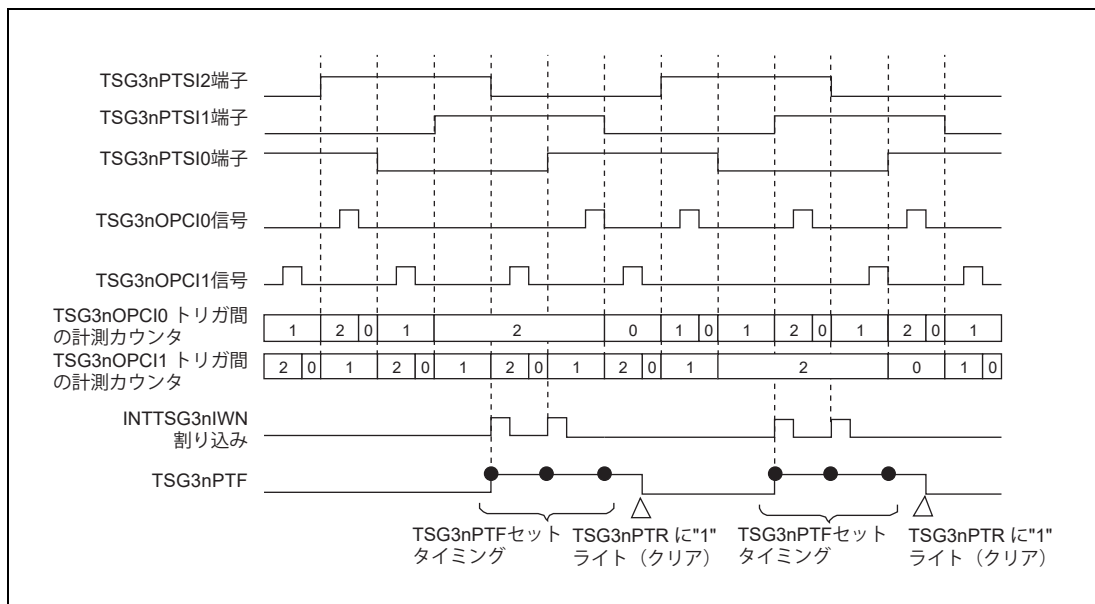 TSG3nPTSI2端子
TSG3nPTSI1端子
TSG3nPTSI0端子
TSG3nOPCI0信号
TSG3nOPCI1信号
TSG3nOPCI0 トリガ間
の計測カウンタ
1 2 0 1 2 0 1 0 1 2 0 1 2 0 1
TSG3nOPCI1 トリガ間
の計測カウンタ
2 0 1 2 0 1 2 0 1 2 0 1 2 0 1 0
INTTSG3nIWN
割り込み
TSG3nPTF
TSG3nPTFセット
タイミング
TSG3nPTR に"1"
ライト（クリア）
TSG3nPTFセット
タイミング
TSG3nPTR に"1"
ライト（クリア）